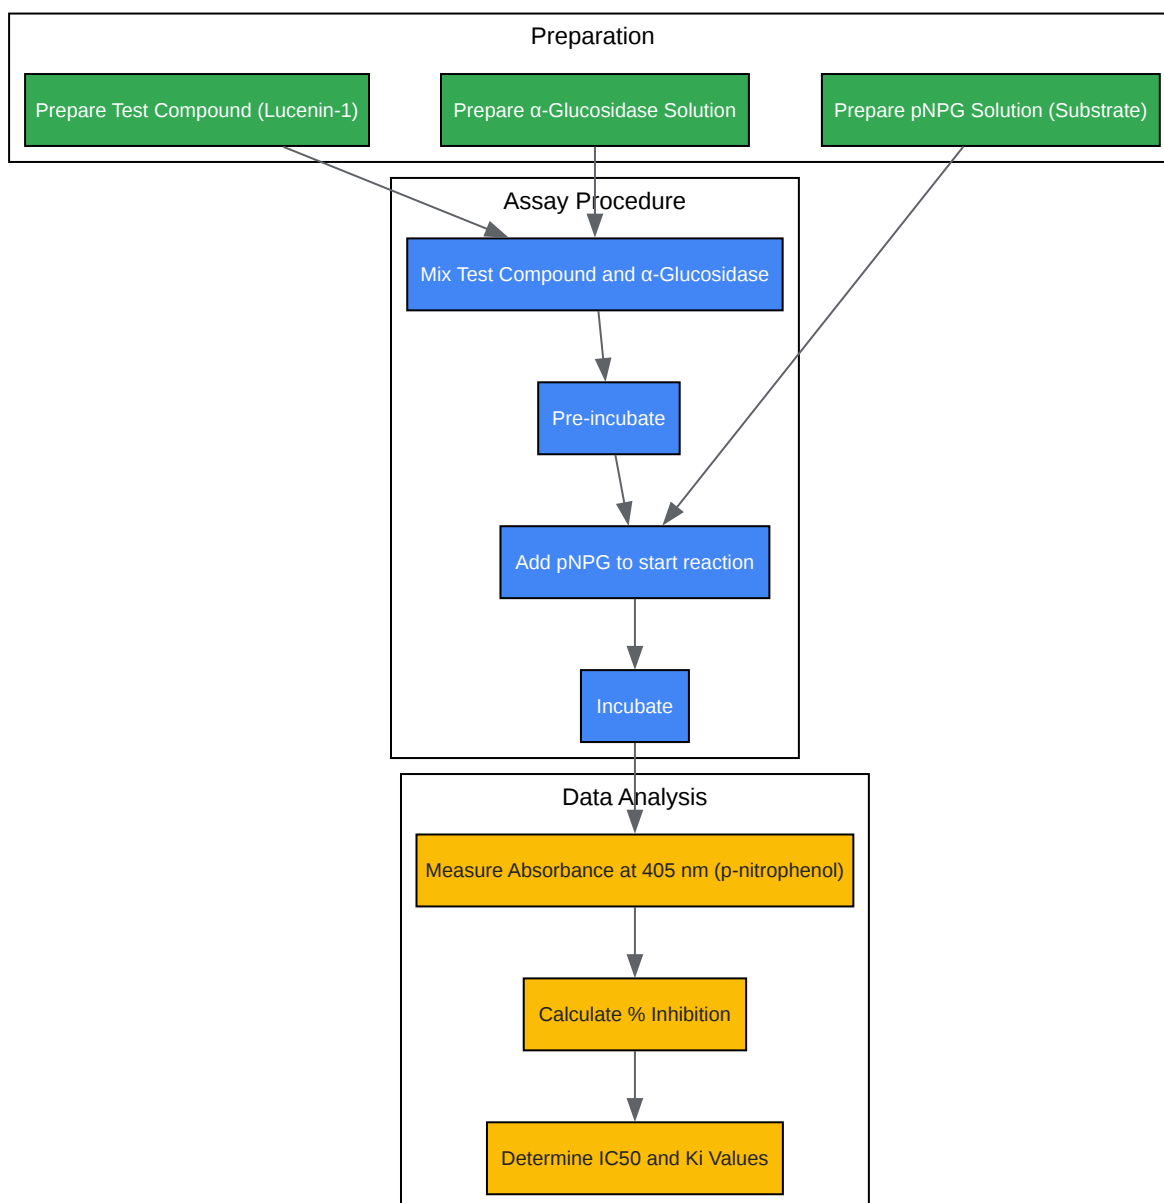 Preparation
Prepare Test Compound (Lucenin-1)
Prepare α-Glucosidase Solution
Prepare pNPG Solution (Substrate)
Assay Procedure
Mix Test Compound and α-Glucosidase
Pre-incubate
Add pNPG to start reaction
Incubate
Data Analysis
Measure Absorbance at 405 nm (p-nitrophenol)
Calculate % Inhibition
Determine IC50 and Ki Values